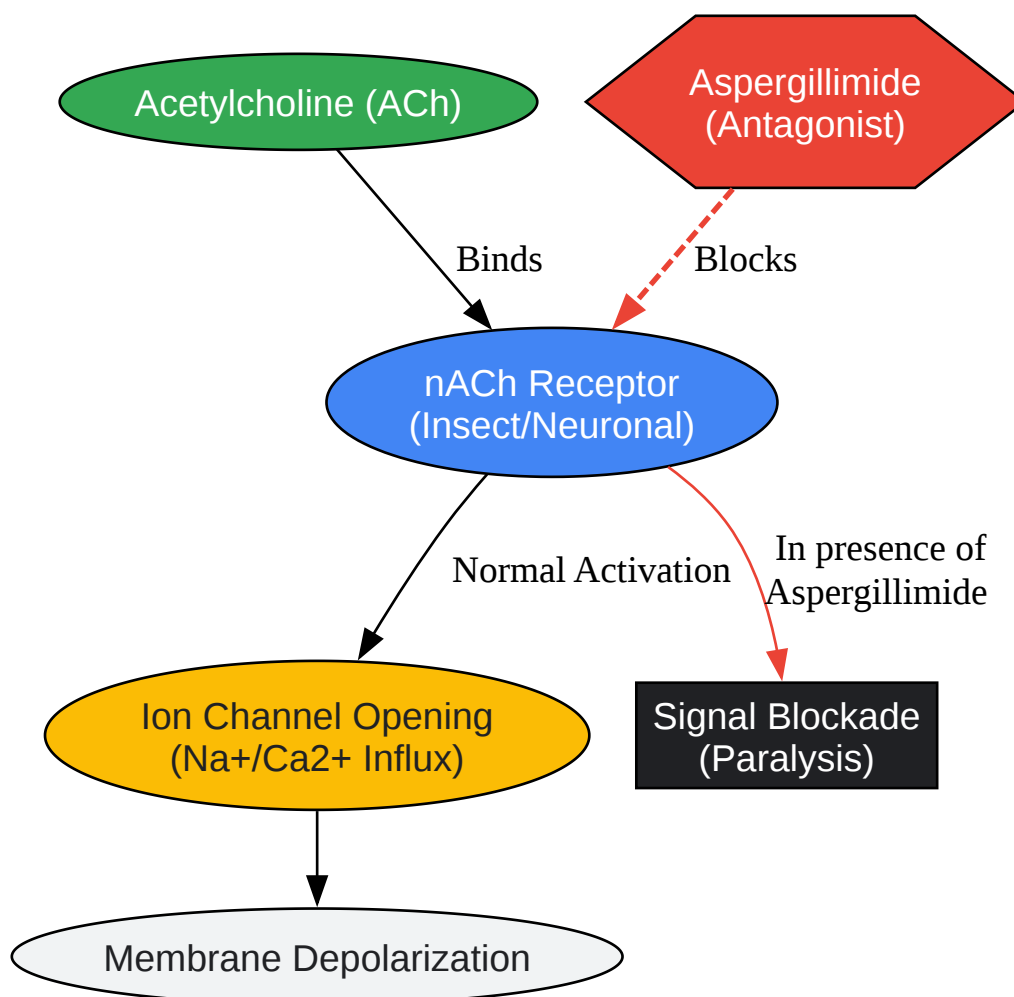 Acetylcholine (ACh)
Aspergillimide
(Antagonist)
Binds
Blocks
nACh Receptor
(Insect/Neuronal)
Normal Activation
In presence of
Aspergillimide
Ion Channel Opening
(Na+/Ca2+ Influx)
Signal Blockade
(Paralysis)
Membrane Depolarization